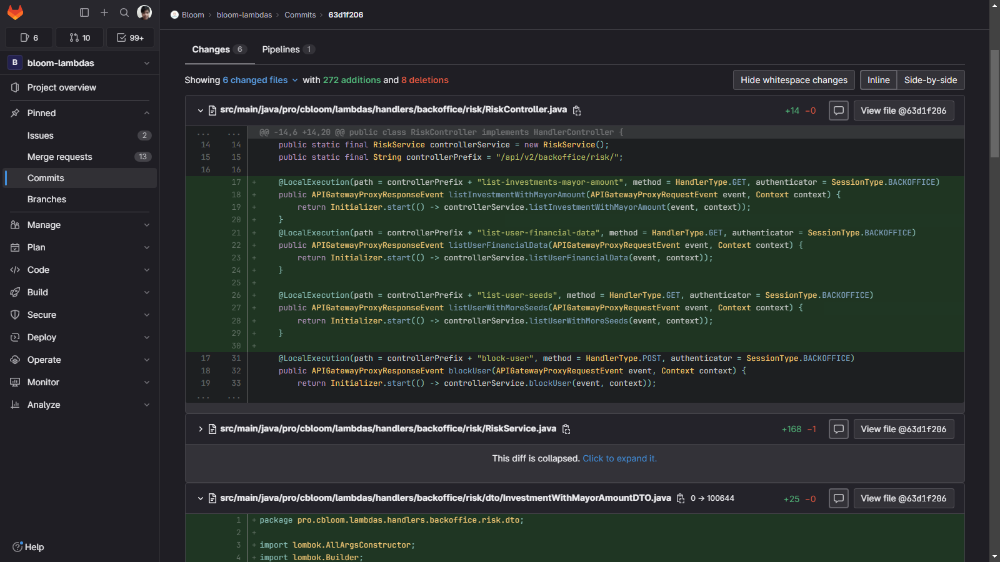 Bloom › bloom-lambdas › Commits › 63d1f206
6 10 99+
B bloom-lambdas
Project overview
Pinned
Issues 2
Merge requests 13
Commits
Branches
Manage
Plan
Code
Build
Secure
Deploy
Operate
Monitor
Analyze
Help
Changes 6 Pipelines 1
Showing 6 changed files with 272 additions and 8 deletions
Hide whitespace changes Inline Side-by-side
src/main/java/pro/cbloom/lambdas/handlers/backoffice/risk/RiskController.java +14 −0 View file @63d1f206
... ... @@ -14,6 +14,20 @@ public class RiskController implements HandlerController {
14 14 public static final RiskService controllerService = new RiskService();
15 15 public static final String controllerPrefix = "/api/v2/backoffice/risk/";
16 16
17 + @LocalExecution(path = controllerPrefix + "list-investments-mayor-amount", method = HandlerType.GET, authenticator = SessionType.BACKOFFICE)
18 + public APIGatewayProxyResponseEvent listInvestmentWithMayorAmount(APIGatewayProxyRequestEvent event, Context context) {
19 + return Initializer.start(() -> controllerService.listInvestmentWithMayorAmount(event, context));
20 + }
21 + @LocalExecution(path = controllerPrefix + "list-user-financial-data", method = HandlerType.GET, authenticator = SessionType.BACKOFFICE)
22 + public APIGatewayProxyResponseEvent listUserFinancialData(APIGatewayProxyRequestEvent event, Context context) {
23 + return Initializer.start(() -> controllerService.listUserFinancialData(event, context));
24 + }
25 +
26 + @LocalExecution(path = controllerPrefix + "list-user-seeds", method = HandlerType.GET, authenticator = SessionType.BACKOFFICE)
27 + public APIGatewayProxyResponseEvent listUserWithMoreSeeds(APIGatewayProxyRequestEvent event, Context context) {
28 + return Initializer.start(() -> controllerService.listUserWithMoreSeeds(event, context));
29 + }
30 +
17 31 @LocalExecution(path = controllerPrefix + "block-user", method = HandlerType.POST, authenticator = SessionType.BACKOFFICE)
18 32 public APIGatewayProxyResponseEvent blockUser(APIGatewayProxyRequestEvent event, Context context) {
19 33 return Initializer.start(() -> controllerService.blockUser(event, context));
... ...
src/main/java/pro/cbloom/lambdas/handlers/backoffice/risk/RiskService.java +168 −1 View file @63d1f206
This diff is collapsed. Click to expand it.
src/main/java/pro/cbloom/lambdas/handlers/backoffice/risk/dto/InvestmentWithMayorAmountDTO.java 0 → 100644 +25 −0 View file @63d1f206
1 + package pro.cbloom.lambdas.handlers.backoffice.risk.dto;
2 +
3 + import lombok.AllArgsConstructor;
4 + import lombok.Builder;